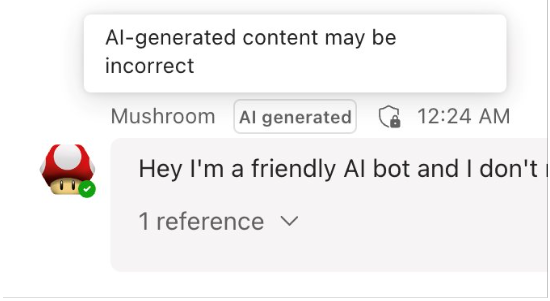 AI-generated content may be
incorrect
Mushroom AI generated 12:24 AM
Hey I'm a friendly AI bot and I don't
1 reference